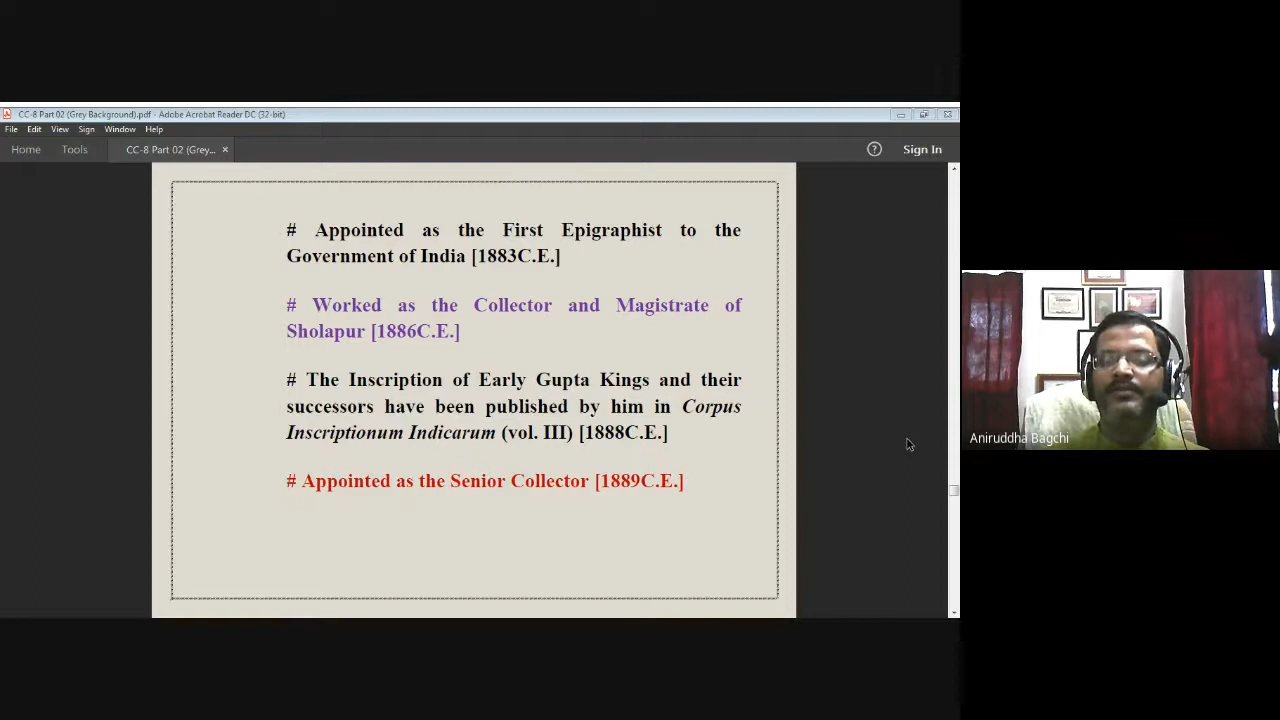 CC-8 Part 02 (Grey Background).pdf - Adobe Acrobat Reader DC (32-bit)
File Edit View Sign Window Help
Home Tools CC-8 Part 02 (Grey... × ? Sign In
# Appointed as the First Epigraphist to the
Government of India [1883C.E.]
# Worked as the Collector and Magistrate of
Sholapur [1886C.E.]
# The Inscription of Early Gupta Kings and their
successors have been published by him in Corpus
Inscriptionum Indicarum (vol. III) [1888C.E.]
# Appointed as the Senior Collector [1889C.E.]
Aniruddha Bagchi